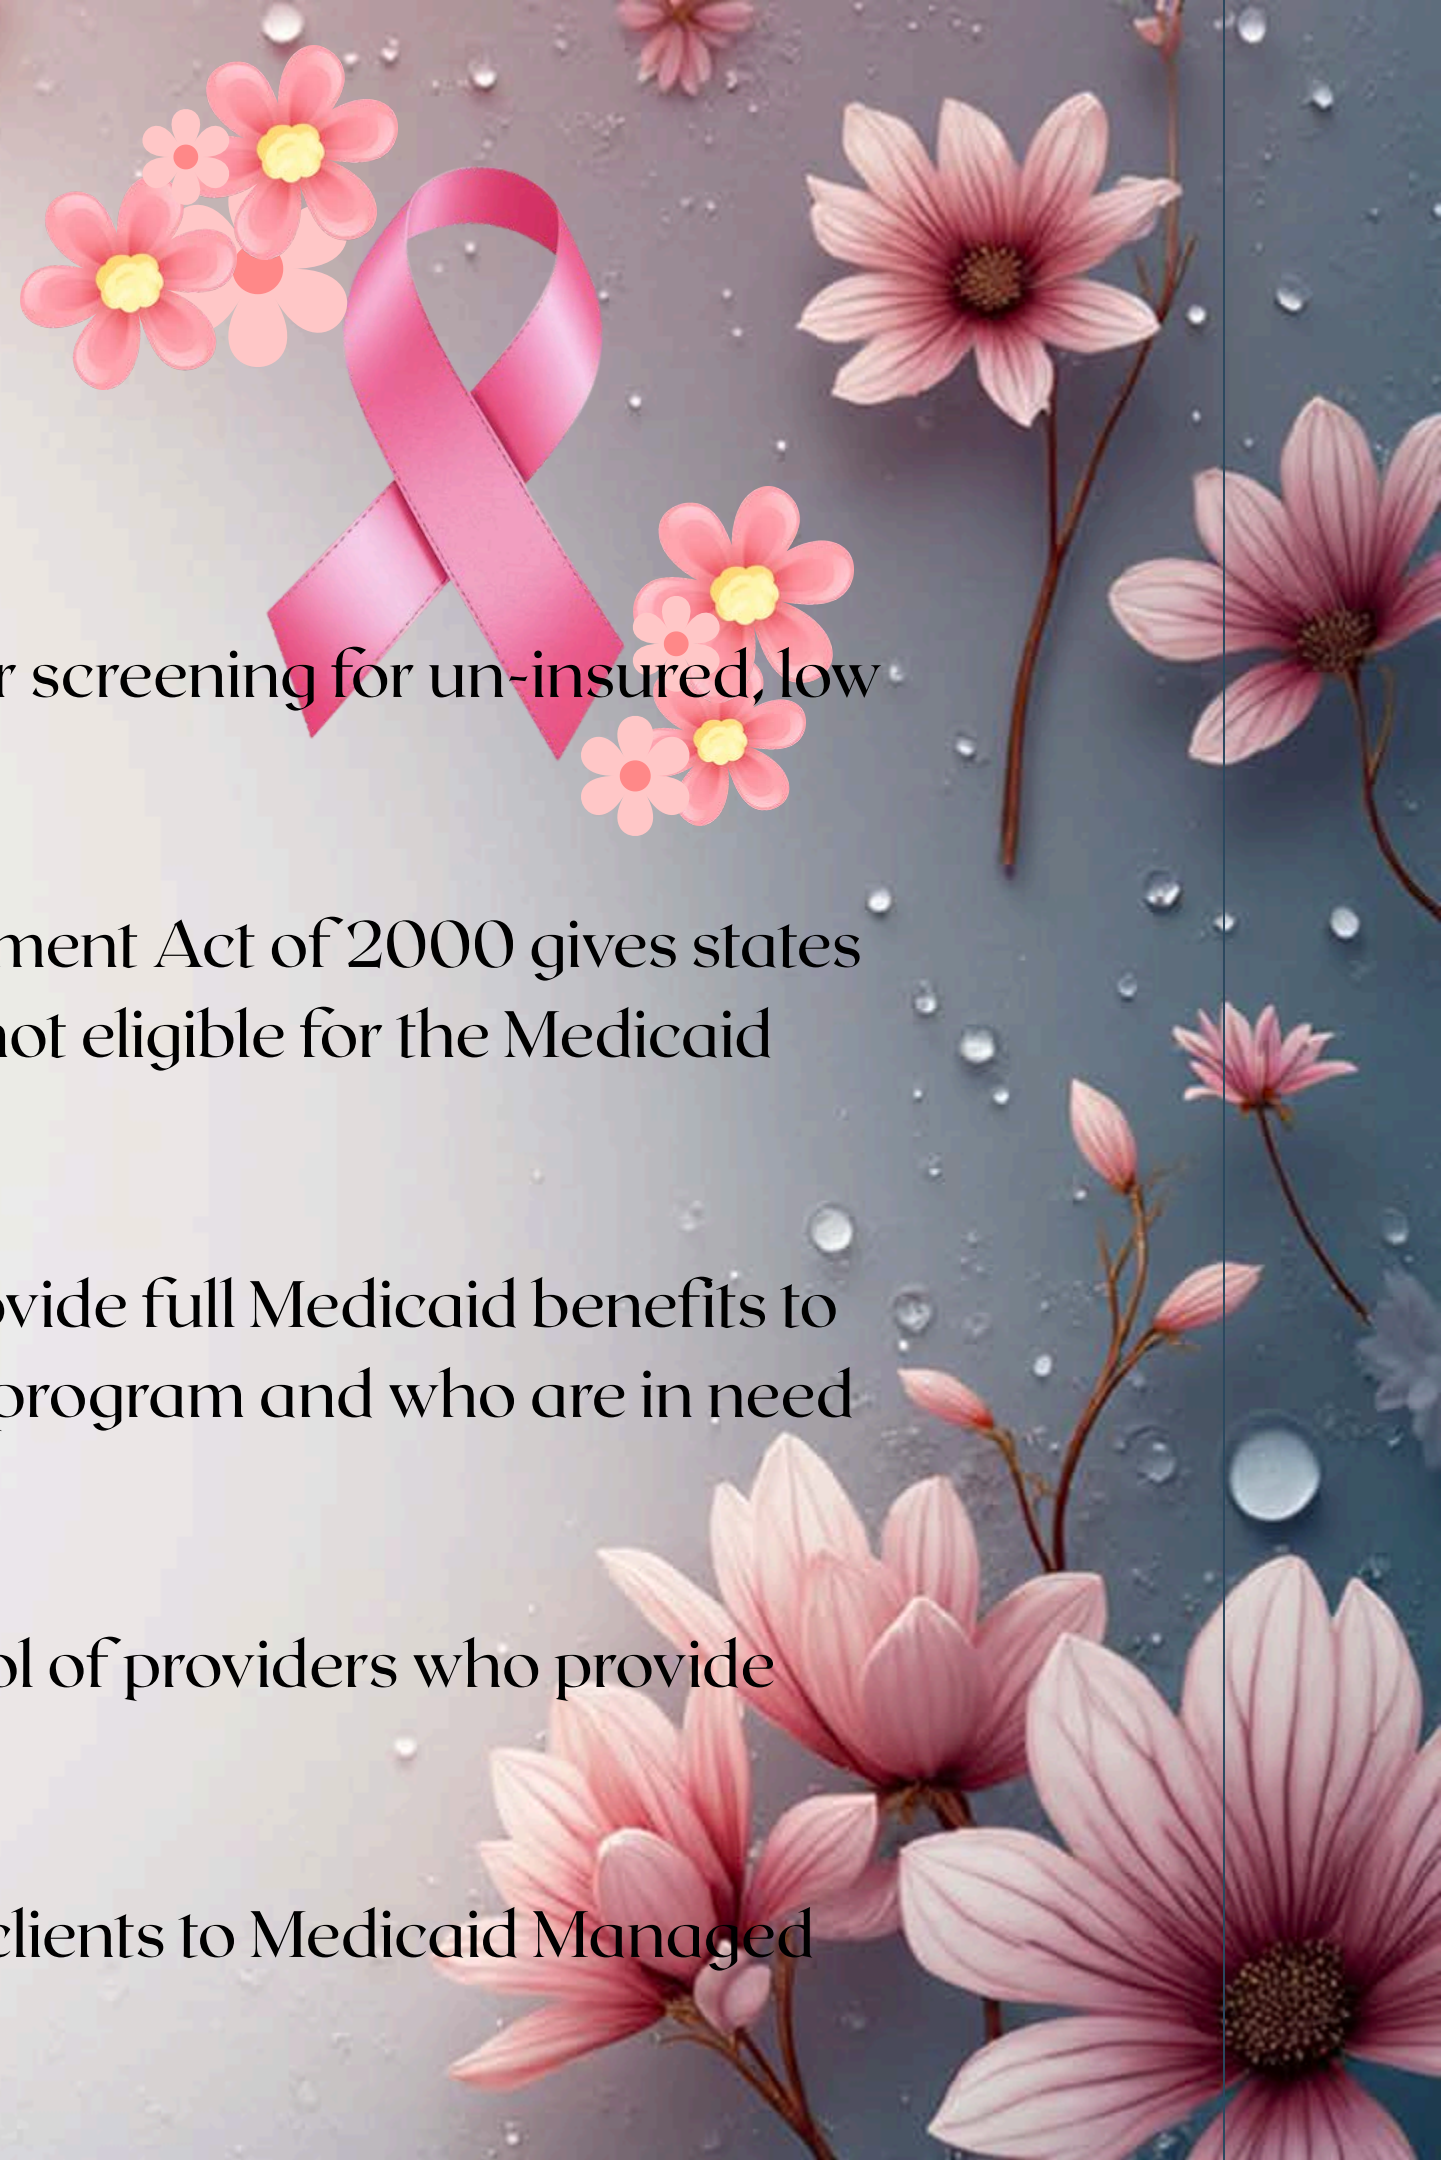 r screening for un-insured, low
ment Act of 2000 gives states
not eligible for the Medicaid
ovide full Medicaid benefits to
program and who are in need
ol of providers who provide
clients to Medicaid Managed